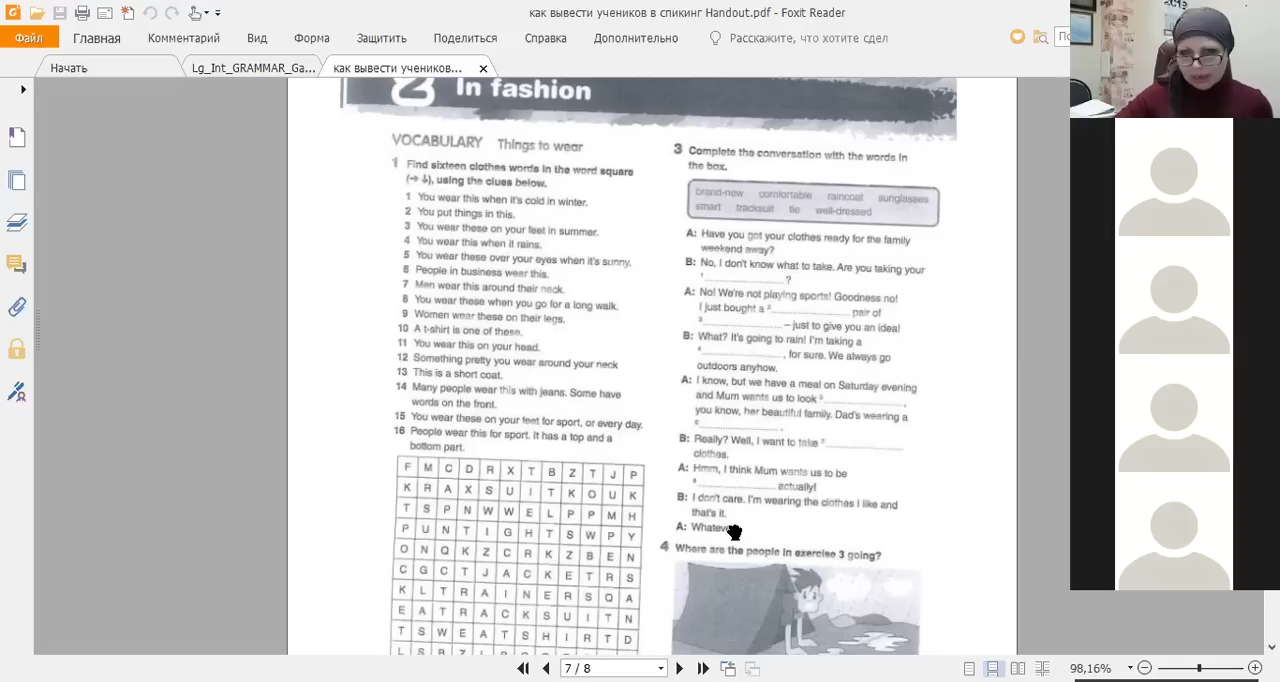 как вывести учеников в спикинг Handout.pdf - Foxit Reader
Файл
Главная
Комментарий
Вид
Форма
Защитить
Поделиться
Справка
Дополнительно
Расскажите, что хотите сдел
Начать
Lg_Int_GRAMMAR_Ga...
как вывести учеников...
2 In fashion
VOCABULARY Things to wear
1 Find sixteen clothes words in the word square
(→ ↓), using the clues below.
1 You wear this when it's cold in winter.
2 You put things in this.
3 You wear these on your feet in summer.
4 You wear this when it rains.
5 You wear these over your eyes when it's sunny.
6 People in business wear this.
7 Men wear this around their neck.
8 You wear these when you go for a long walk.
9 Women wear these on their legs.
10 A t-shirt is one of these.
11 You wear this on your head.
12 Something pretty you wear around your neck
13 This is a short coat.
14 Many people wear this with jeans. Some have
words on the front.
15 You wear these on your feet for sport, or every day.
16 People wear this for sport. It has a top and a
bottom part.
F M C D R X T B Z T J P
K R A X S U I T K O U K
T S P N W W E L P P M H
P U N T I G H T S W P Y
O N Q K Z C R K Z B E N
C G C T J A C K E T R S
K L T R A I N E R S Q A
E A T R A C K S U I T N
T S W E A T S H I R T D
3 Complete the conversation with the words in
the box.
brand-new comfortable raincoat sunglasses
smart tracksuit tie well-dressed
A: Have you got your clothes ready for the family
weekend away?
B: No, I don't know what to take. Are you taking your
1 ?
A: No! We're not playing sports! Goodness no!
I just bought a 2 pair of
3 – just to give you an idea!
B: What? It's going to rain! I'm taking a
4 , for sure. We always go
outdoors anyhow.
A: I know, but we have a meal on Saturday evening
and Mum wants us to look 5 ,
you know, her beautiful family. Dad's wearing a
6 .
B: Really? Well, I want to take 7
clothes.
A: Hmm, I think Mum wants us to be
8 actually!
B: I don't care. I'm wearing the clothes I like and
that's it.
A: Whatev
4 Where are the people in exercise 3 going?
7 / 8
98,16%